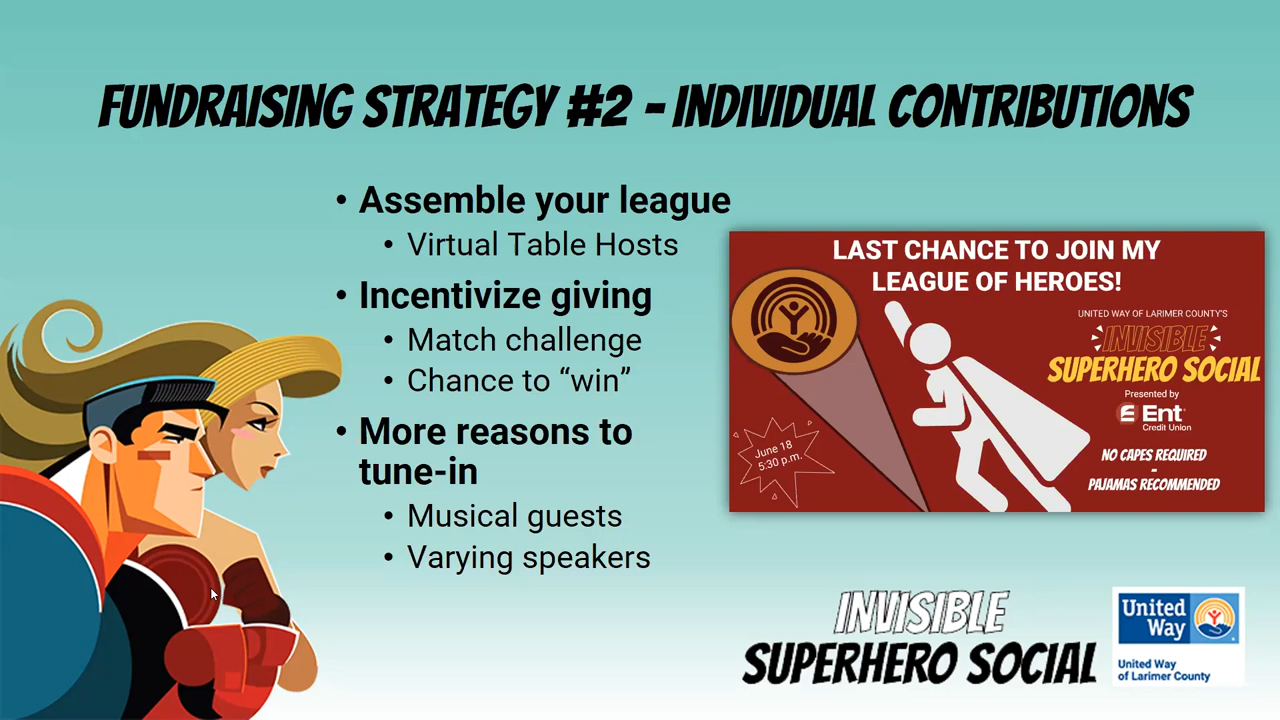 FUNDRAISING STRATEGY #2 - INDIVIDUAL CONTRIBUTIONS
• Assemble your league
• Virtual Table Hosts
• Incentivize giving
• Match challenge
• Chance to “win”
• More reasons to
tune-in
• Musical guests
• Varying speakers
LAST CHANCE TO JOIN MY
LEAGUE OF HEROES!
UNITED WAY OF LARIMER COUNTY'S
INVISIBLE
SUPERHERO SOCIAL
Presented by
Ent
Credit Union
June 18
5:30 p.m.
NO CAPES REQUIRED
-
PAJAMAS RECOMMENDED
INVISIBLE
SUPERHERO SOCIAL
United
Way
United Way
of Larimer County